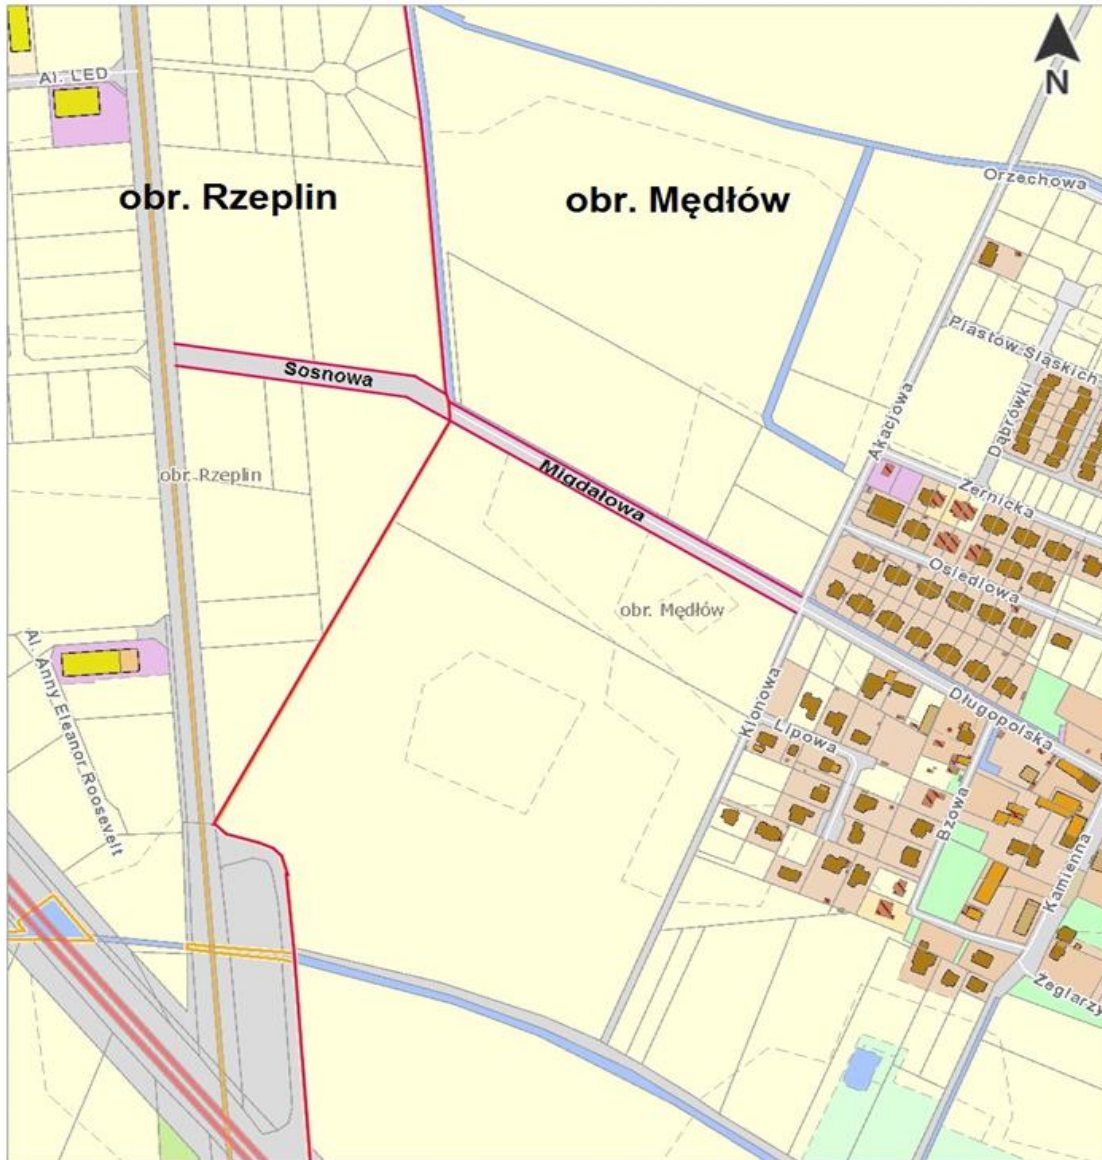 N
Al. LED
Orzechowa
obr. Rzeplin
obr. Mędłów
Piastów Śląskich
Sosnowa
Akacjowa
Dąbrówki
obr. Rzeplin
Migdałowa
Żernicka
Osiedlowa
obr. Mędłów
Al. Anny Eleanor Roosevelt
Klonowa
Długopolska
Lipowa
Bzowa
Kamienna
Żeglarzy